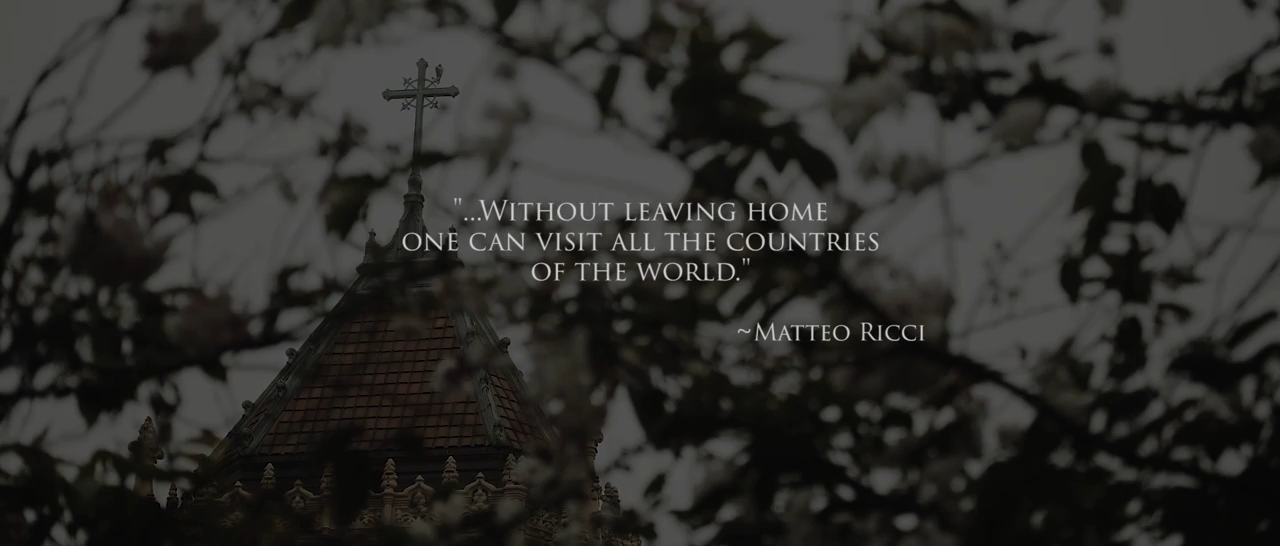 "...Without leaving home
one can visit all the countries
of the world."
~Matteo Ricci